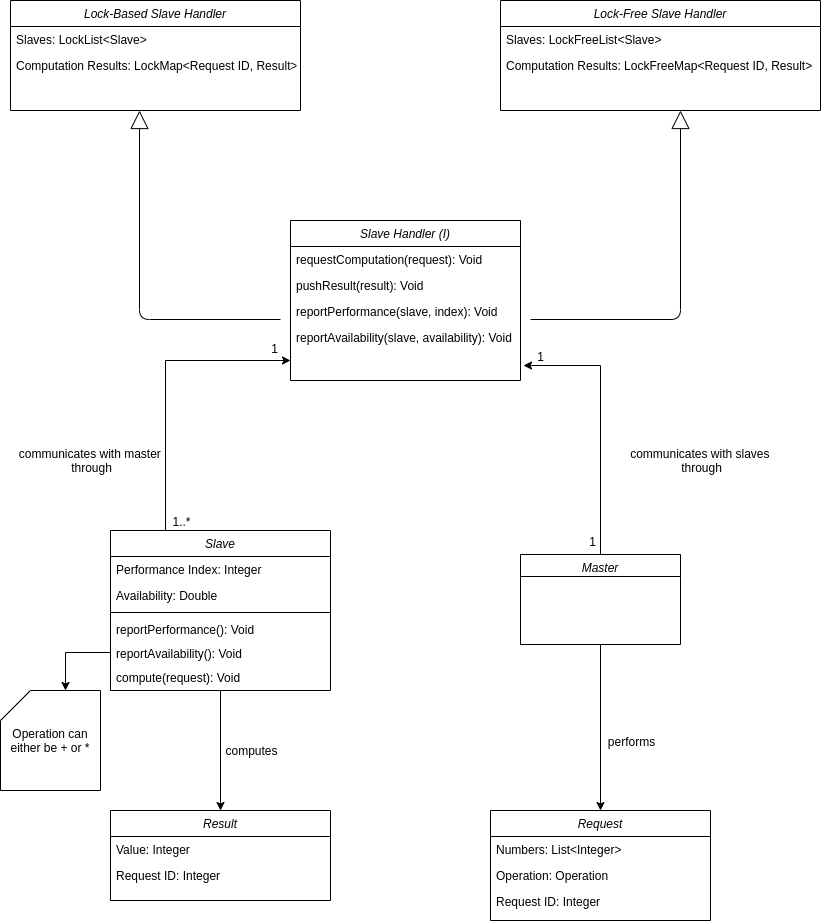 Lock-Based Slave Handler
Slaves: LockList<Slave>
Computation Results: LockMap<Request ID, Result>
Lock-Free Slave Handler
Slaves: LockFreeList<Slave>
Computation Results: LockFreeMap<Request ID, Result>
Slave Handler (I)
requestComputation(request): Void
pushResult(result): Void
reportPerformance(slave, index): Void
reportAvailability(slave, availability): Void
1
1
communicates with master
through
communicates with slaves
through
1..*
1
Slave
Performance Index: Integer
Availability: Double
reportPerformance(): Void
reportAvailability(): Void
compute(request): Void
Master
Operation can
either be + or *
computes
performs
Result
Value: Integer
Request ID: Integer
Request
Numbers: List<Integer>
Operation: Operation
Request ID: Integer